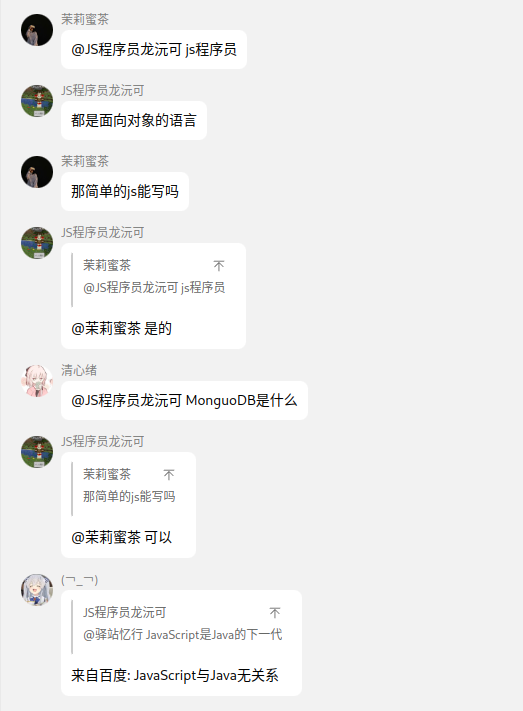 茉莉蜜茶
@JS程序员龙沅可 js程序员
JS程序员龙沅可
都是面向对象的语言
茉莉蜜茶
那简单的js能写吗
JS程序员龙沅可
茉莉蜜茶 不
@JS程序员龙沅可 js程序员
@茉莉蜜茶 是的
清心绪
@JS程序员龙沅可 MonguoDB是什么
JS程序员龙沅可
茉莉蜜茶 不
那简单的js能写吗
@茉莉蜜茶 可以
(¬_¬)
JS程序员龙沅可 不
@驿站忆行 JavaScript是Java的下一代
来自百度: JavaScript与Java无关系